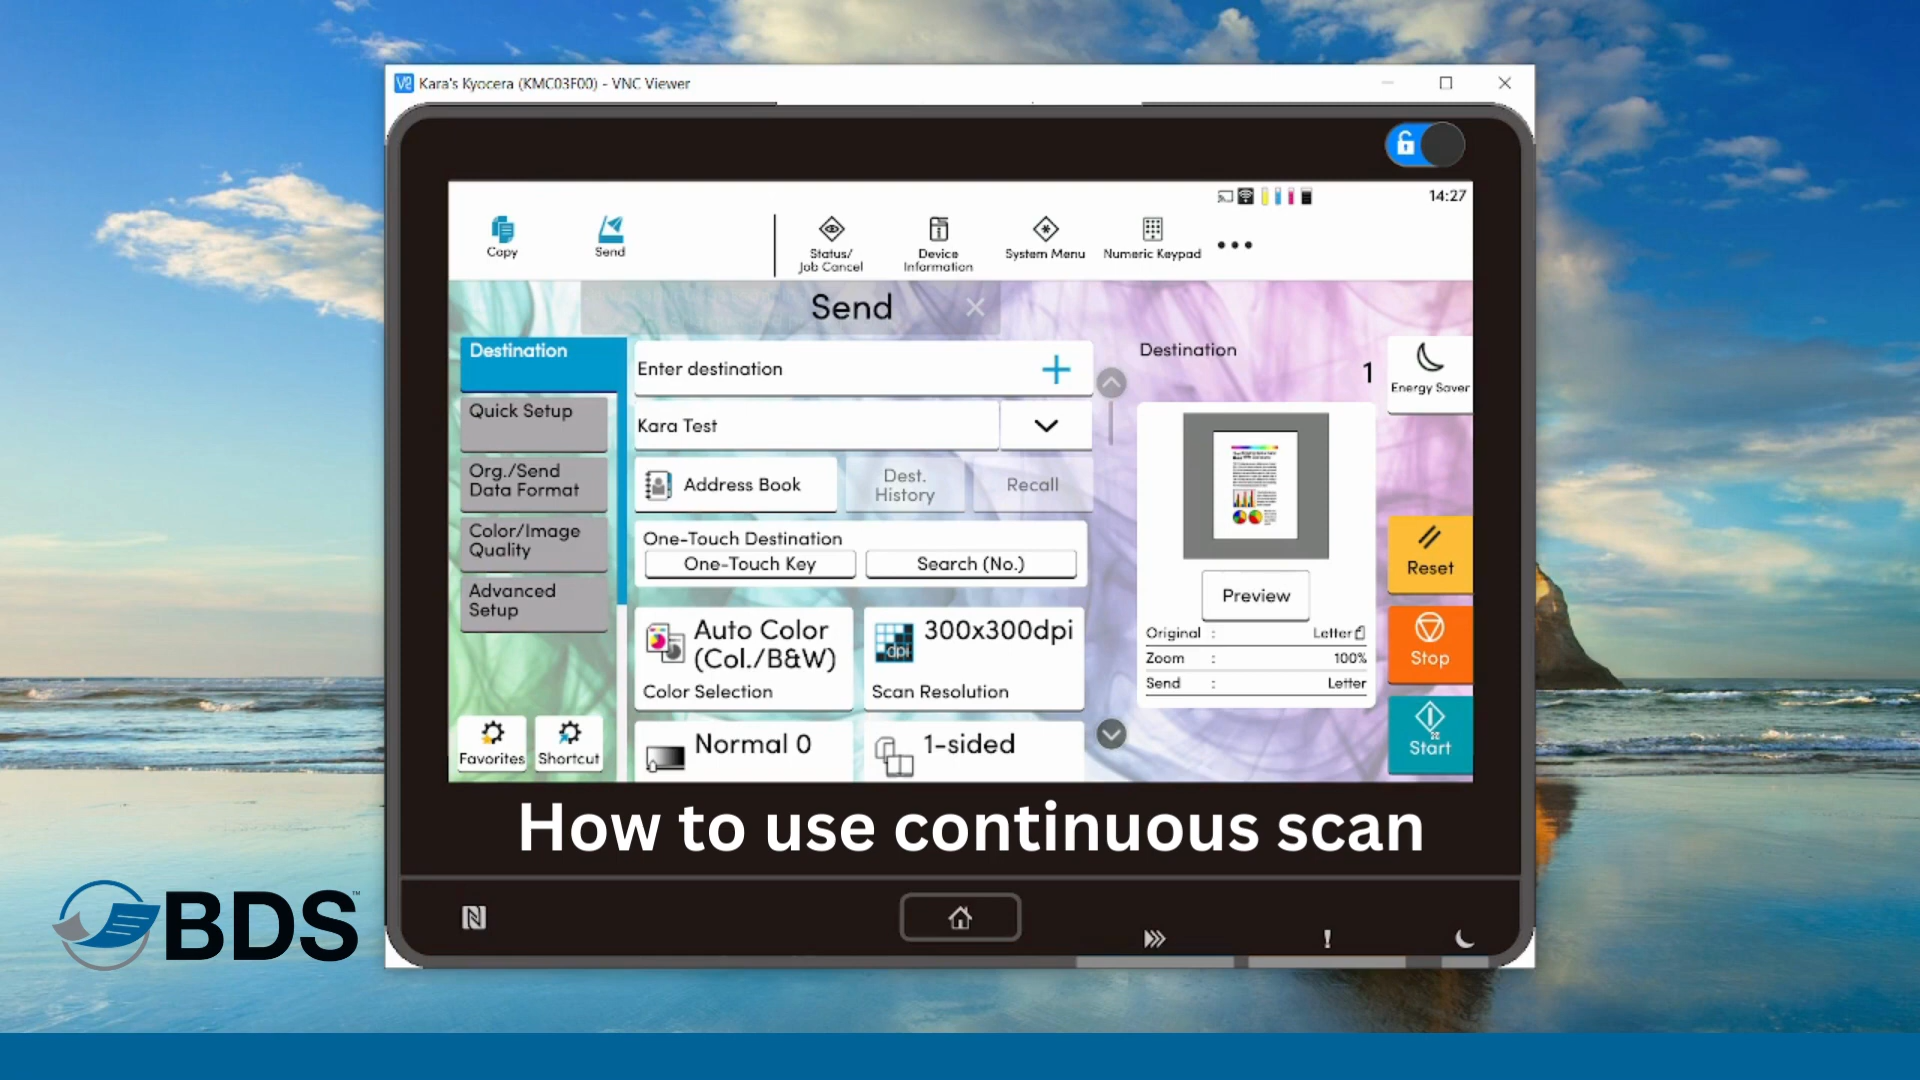 Kara's Kyocera (KMC03F00) - VNC Viewer
14:27
Copy
Send
Status/
Job Cancel
Device
Information
System Menu
Numeric Keypad
Send
Destination
Quick Setup
Org./Send
Data Format
Color/Image
Quality
Advanced
Setup
Favorites
Shortcut
Enter destination
Kara Test
Address Book
Dest.
History
Recall
One-Touch Destination
One-Touch Key
Search (No.)
Auto Color
(Col./B&W)
Color Selection
dpi
300x300dpi
Scan Resolution
Normal 0
1-sided
Destination
1
Preview
Original : Letter
Zoom : 100%
Send : Letter
Energy Saver
Reset
Stop
Start
How to use continuous scan
BDS™